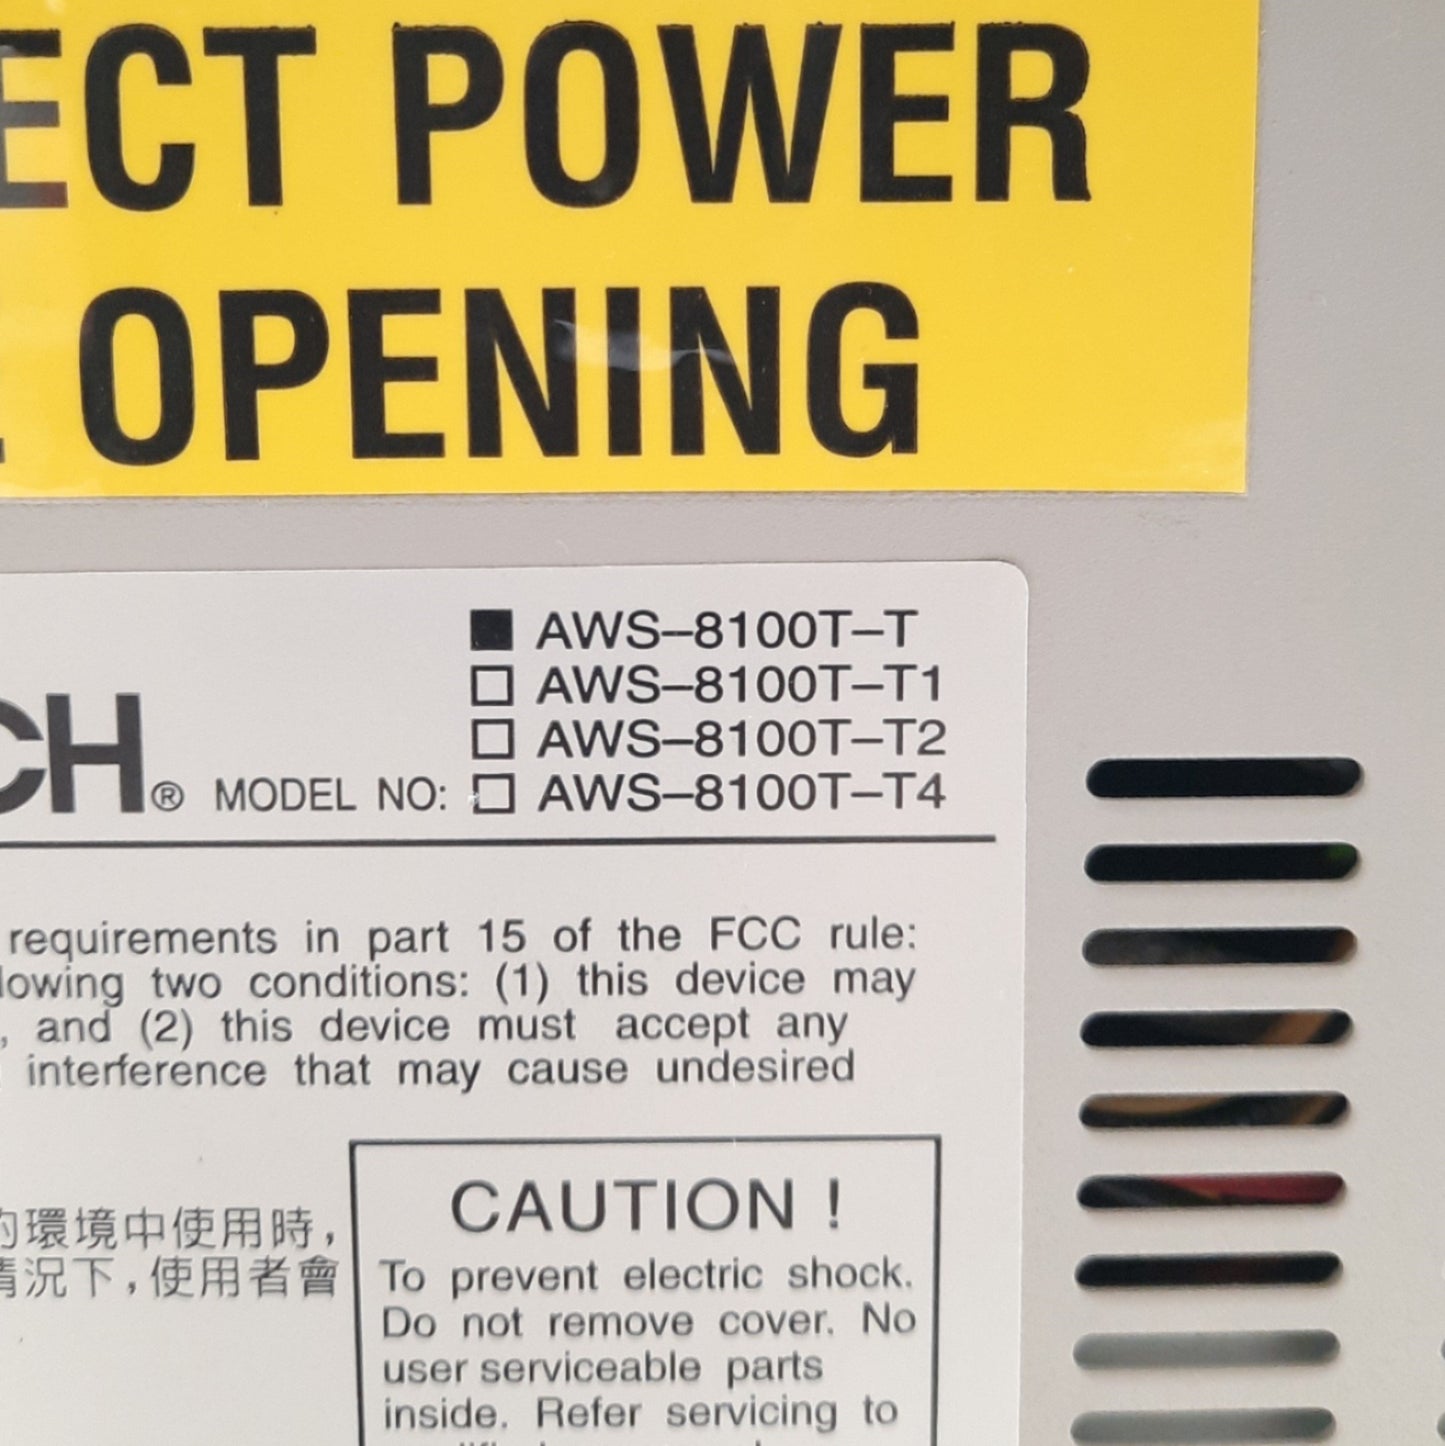 ECT POWER
OPENING
■ AWS–8100T–T
□ AWS–8100T–T1
□ AWS–8100T–T2
CH® MODEL NO: □ AWS–8100T–T4
requirements in part 15 of the FCC rule:
lowing two conditions: (1) this device may
, and (2) this device must accept any
interference that may cause undesired
的環境中使用時，
情況下，使用者會
CAUTION !
To prevent electric shock.
Do not remove cover. No
user serviceable parts
inside. Refer servicing to